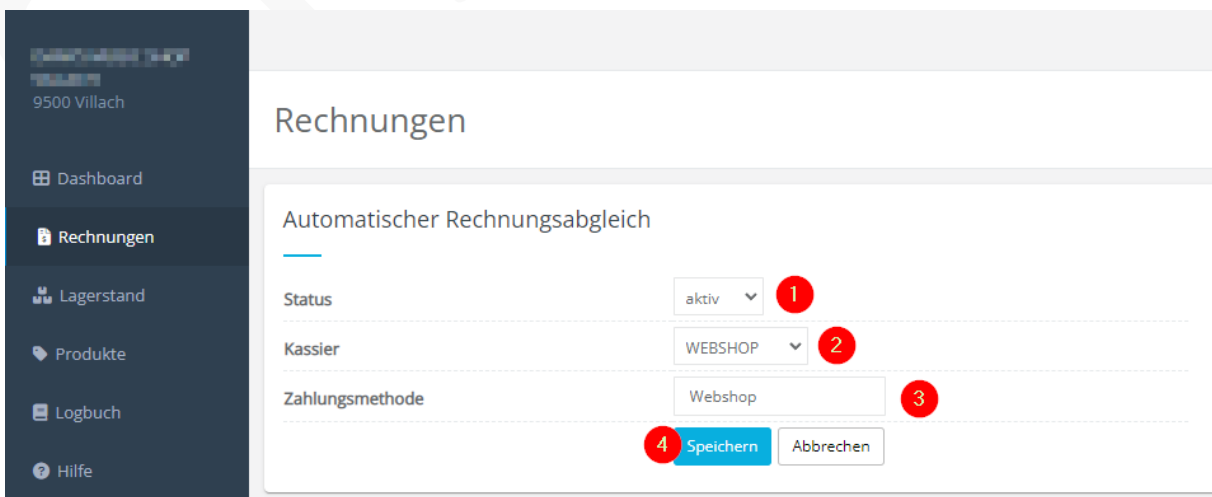 9500 Villach
Rechnungen
Dashboard
Rechnungen
Lagerstand
Produkte
Logbuch
Hilfe
Automatischer Rechnungsabgleich
Status aktiv 1
Kassier WEBSHOP 2
Zahlungsmethode Webshop 3
4 Speichern Abbrechen